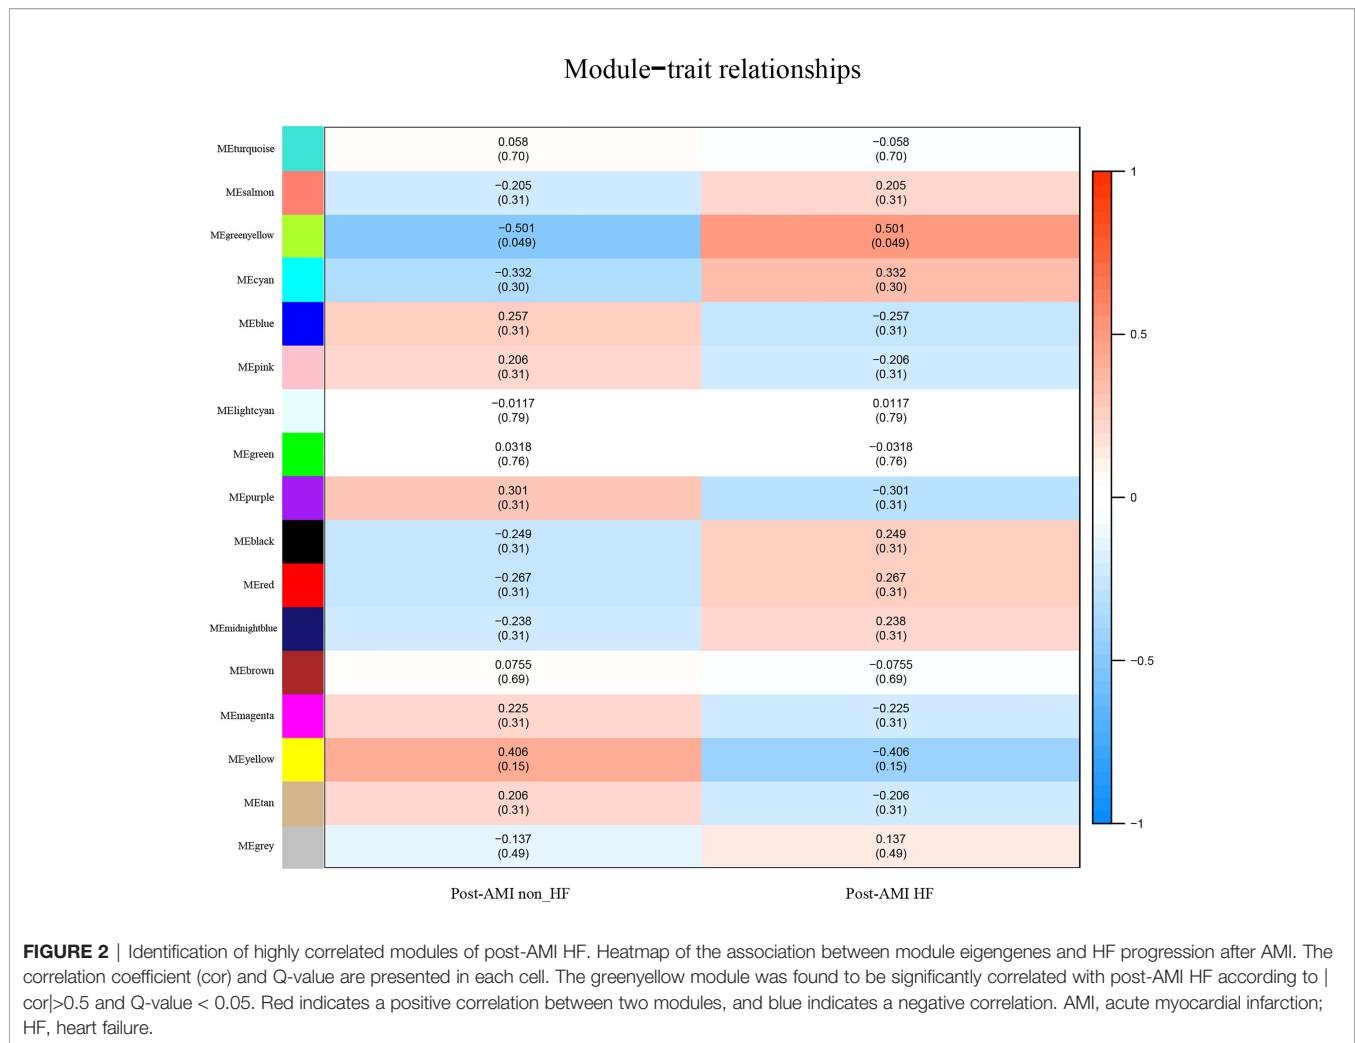 Module−trait relationships
MEturquoise 0.058 −0.058
(0.70) (0.70)
MEsalmon −0.205 0.205
(0.31) (0.31)
MEgreenyellow −0.501 0.501
(0.049) (0.049)
MEcyan −0.332 0.332
(0.30) (0.30)
MEblue 0.257 −0.257
(0.31) (0.31)
MEpink 0.206 −0.206
(0.31) (0.31)
MElightcyan −0.0117 0.0117
(0.79) (0.79)
MEgreen 0.0318 −0.0318
(0.76) (0.76)
MEpurple 0.301 −0.301
(0.31) (0.31)
MEblack −0.249 0.249
(0.31) (0.31)
MEred −0.267 0.267
(0.31) (0.31)
MEmidnightblue −0.238 0.238
(0.31) (0.31)
MEbrown 0.0755 −0.0755
(0.69) (0.69)
MEmagenta 0.225 −0.225
(0.31) (0.31)
MEyellow 0.406 −0.406
(0.15) (0.15)
MEtan 0.206 −0.206
(0.31) (0.31)
MEgrey −0.137 0.137
(0.49) (0.49)
Post-AMI non_HF Post-AMI HF
1
0.5
0
−0.5
−1
FIGURE 2 | Identification of highly correlated modules of post-AMI HF. Heatmap of the association between module eigengenes and HF progression after AMI. The
correlation coefficient (cor) and Q-value are presented in each cell. The greenyellow module was found to be significantly correlated with post-AMI HF according to |
cor|>0.5 and Q-value < 0.05. Red indicates a positive correlation between two modules, and blue indicates a negative correlation. AMI, acute myocardial infarction;
HF, heart failure.